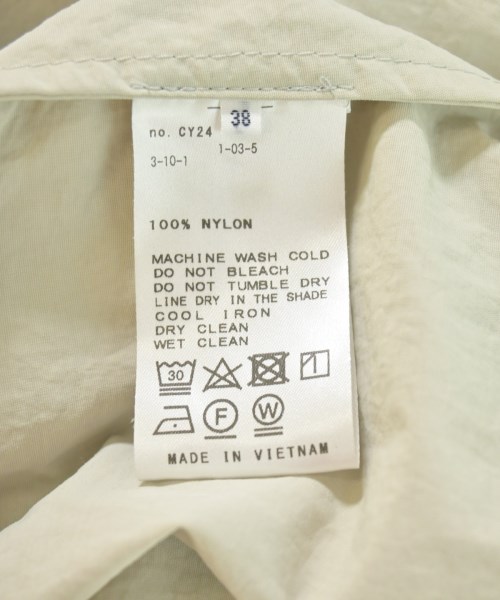 38
no. CY24
1-03-5
3-10-1
100% NYLON
MACHINE WASH COLD
DO NOT BLEACH
DO NOT TUMBLE DRY
LINE DRY IN THE SHADE
COOL IRON
DRY CLEAN
WET CLEAN
30
F W
MADE IN VIETNAM